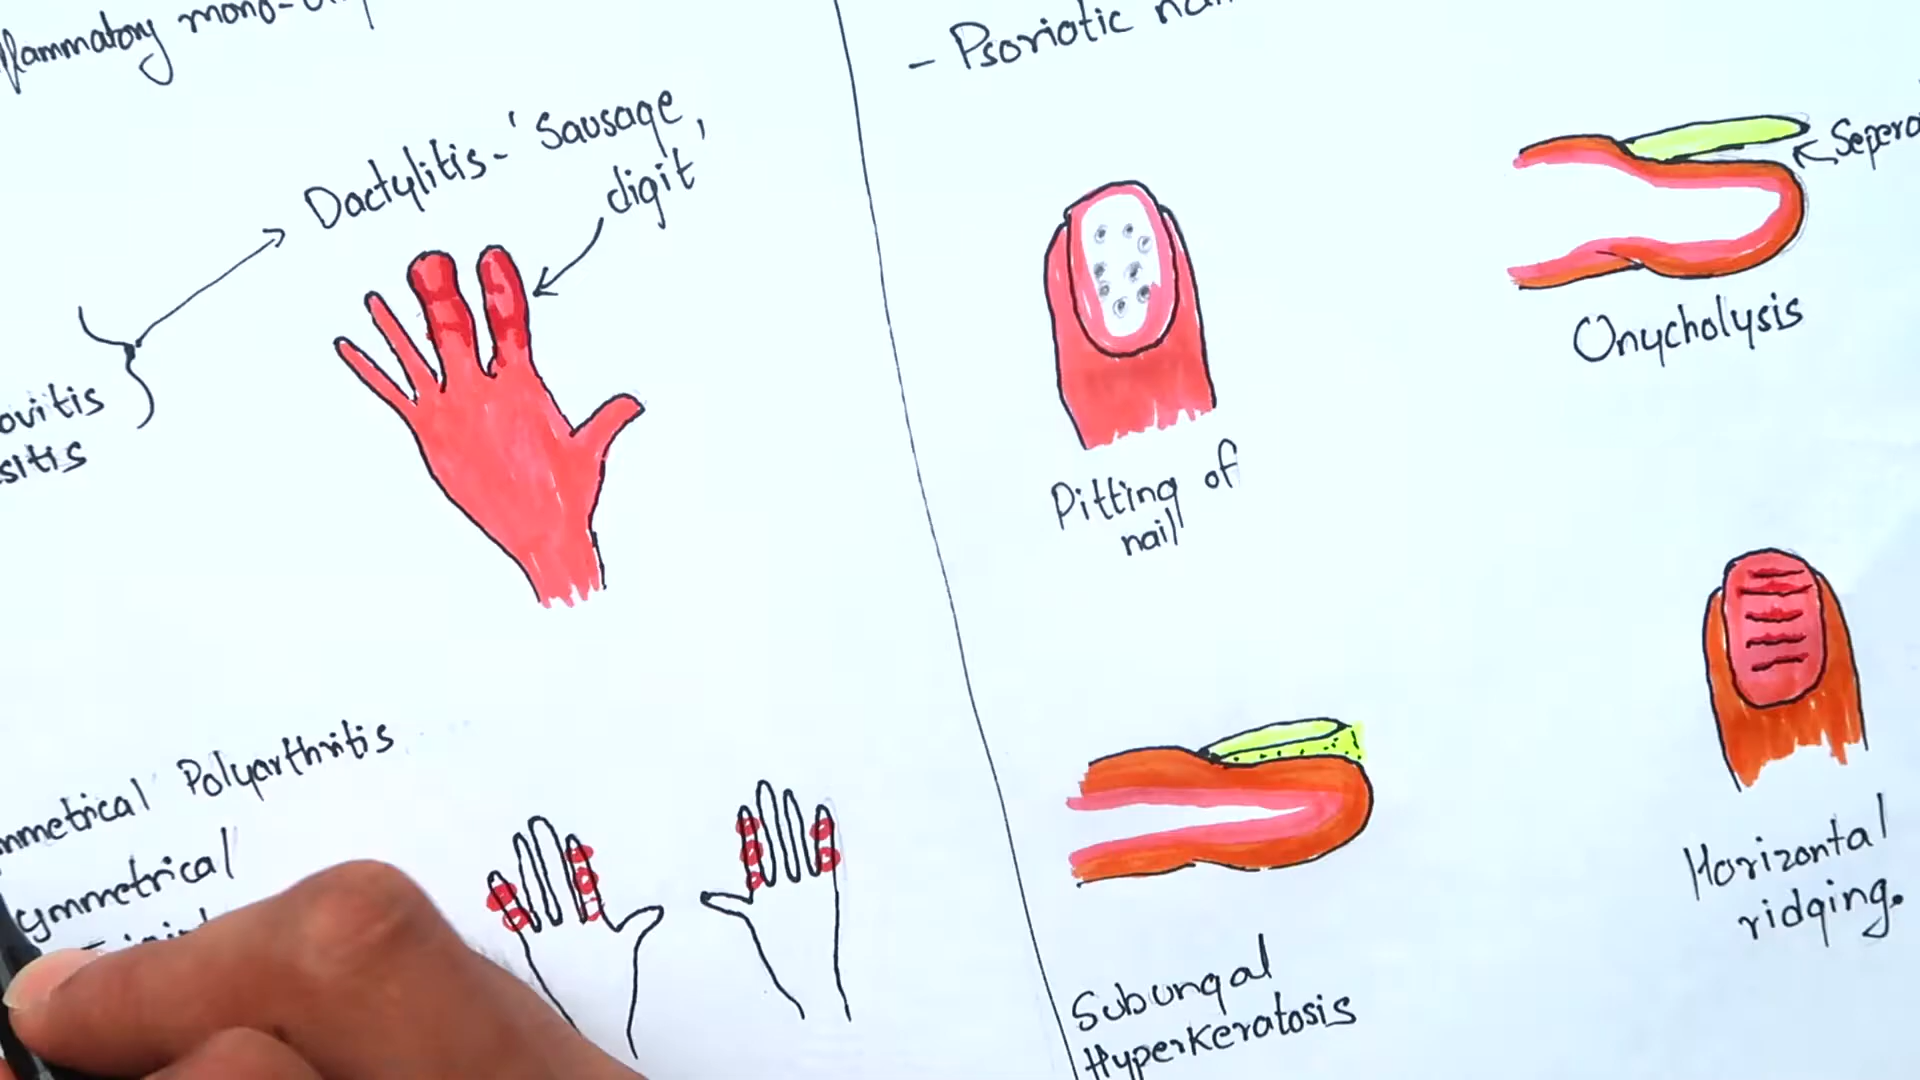 flammatory mono-
Dactylitis - 'Sausage
digit'
ovitis
sitis
mmetrical Polyarthritis
ymmetrical
- Psoriotic
Pitting of
nail
Sepera
Onycholysis
Subungal
Hyperkeratosis
Horizontal
ridging.